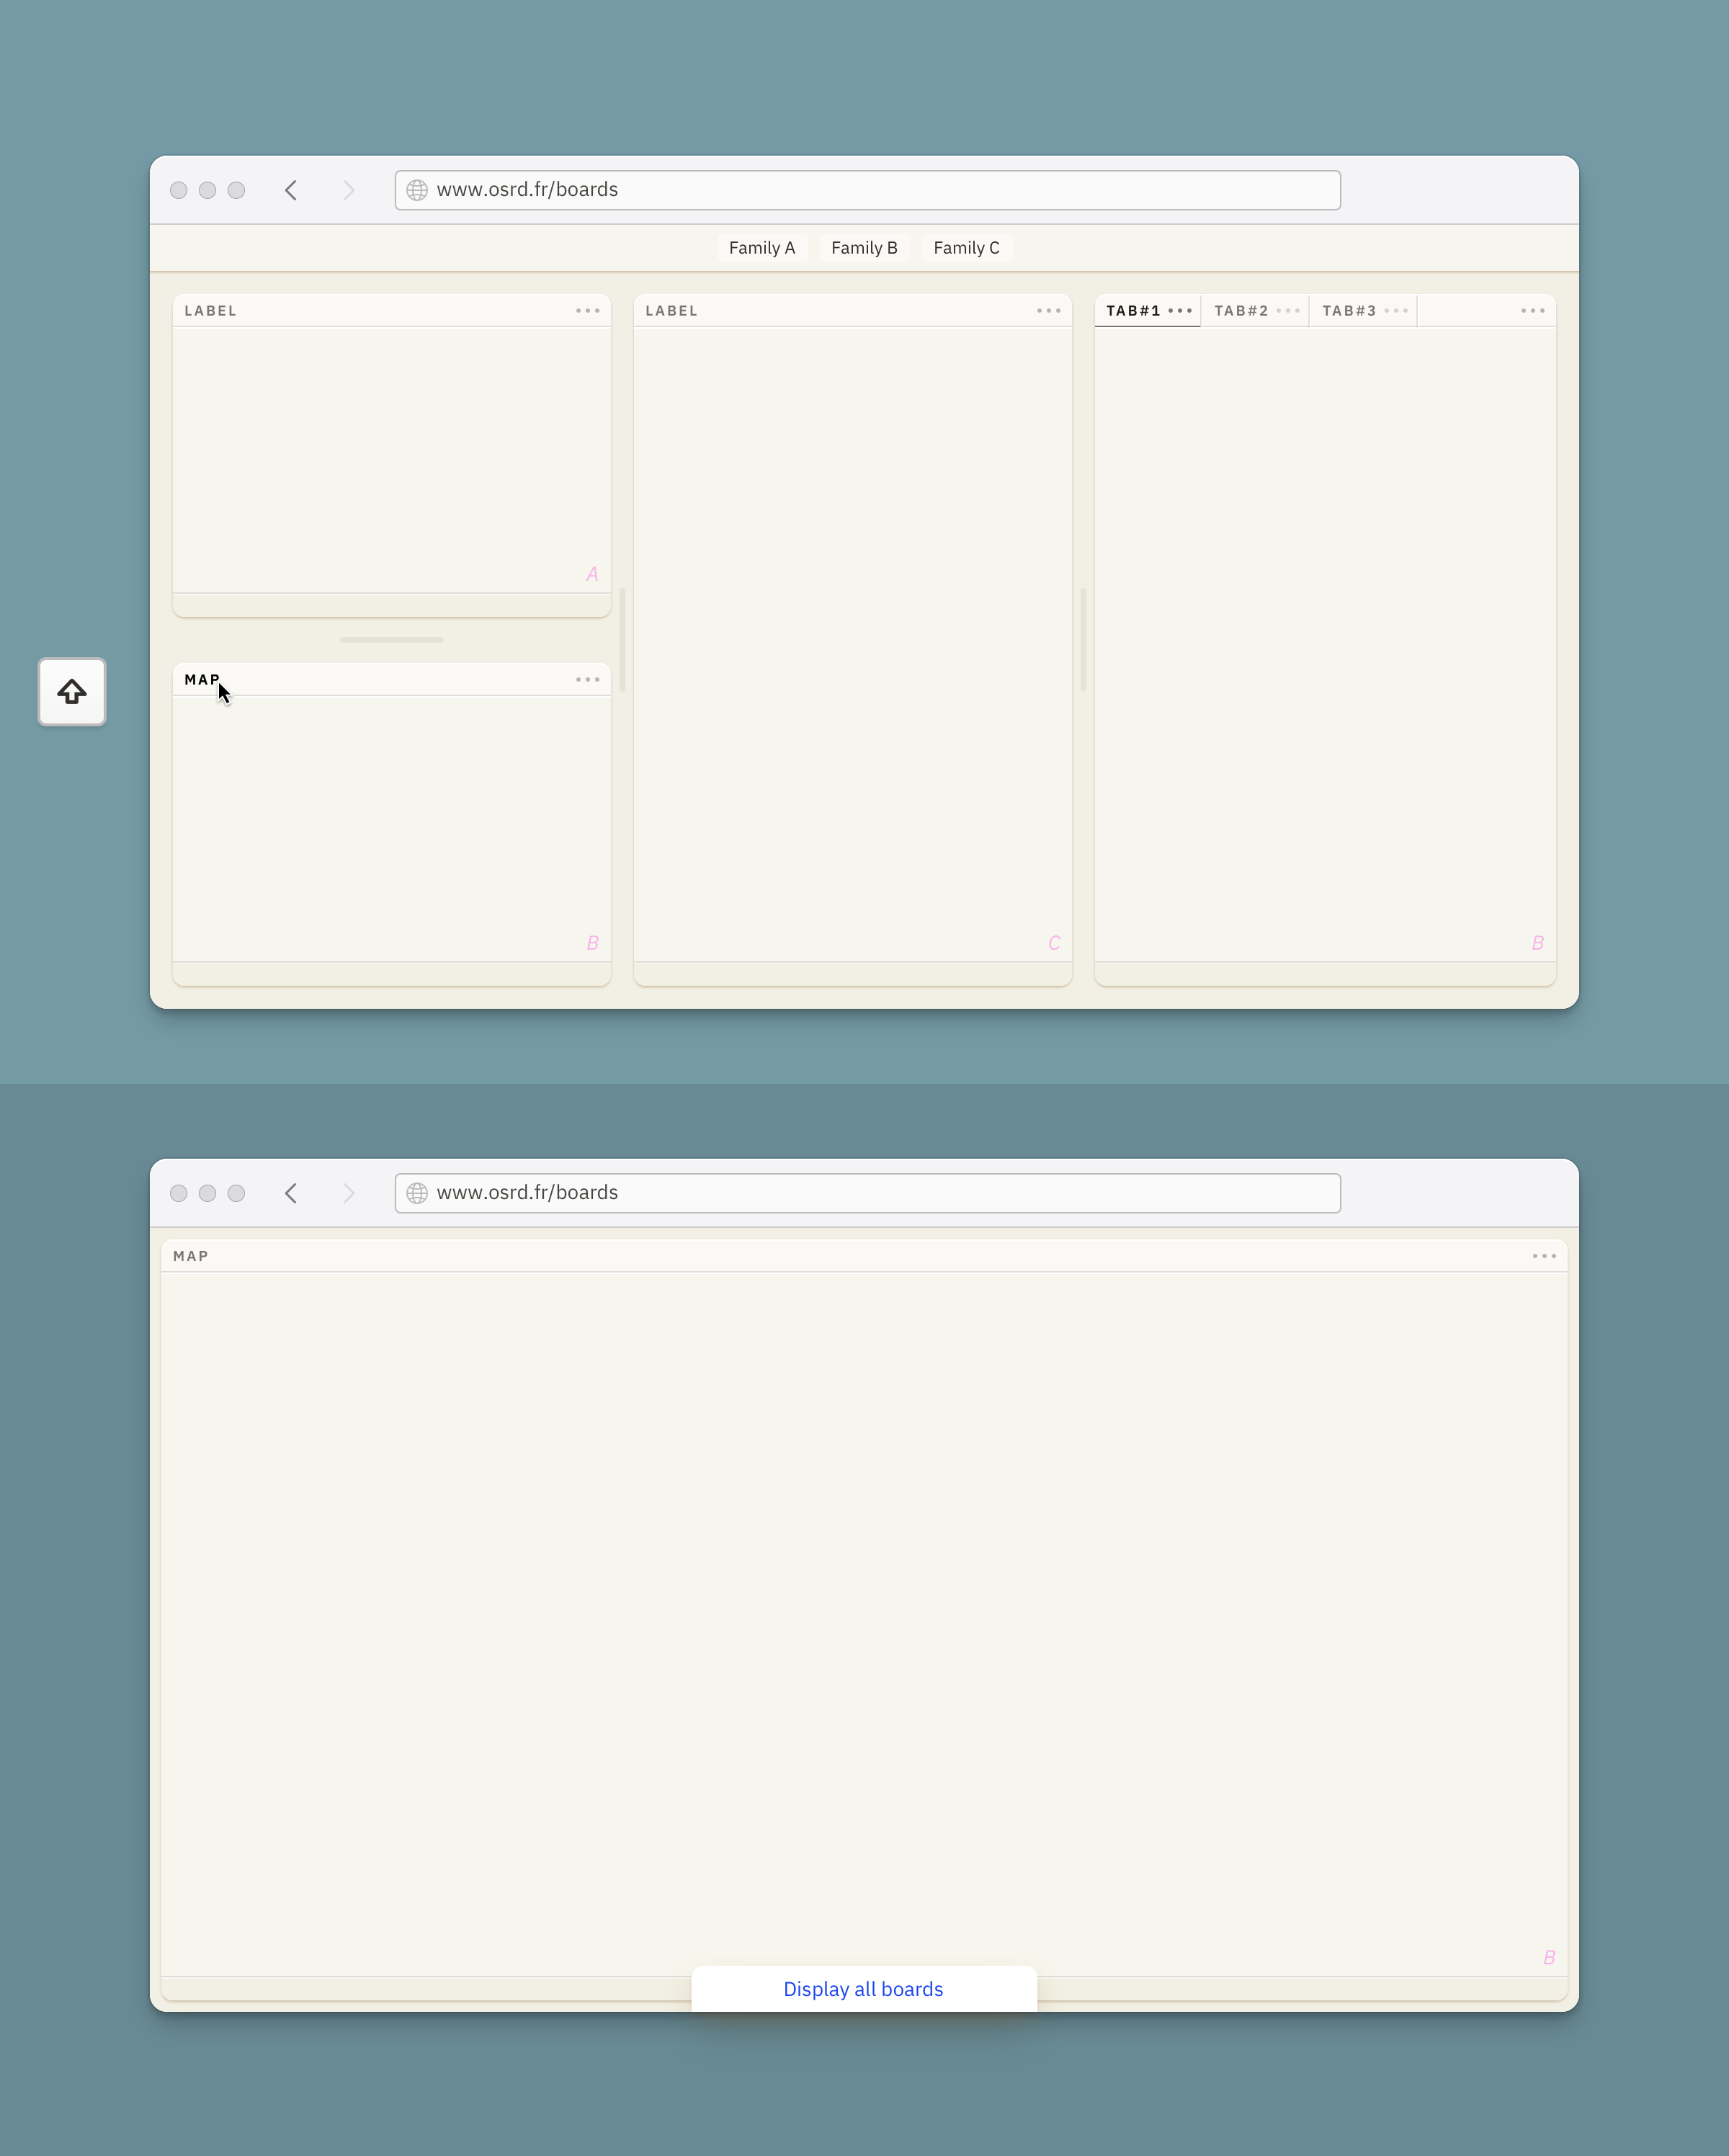 www.osrd.fr/boards
Family A Family B Family C
LABEL
LABEL
TAB#1 TAB#2 TAB#3
A
MAP
B
C
B
www.osrd.fr/boards
MAP
B
Display all boards